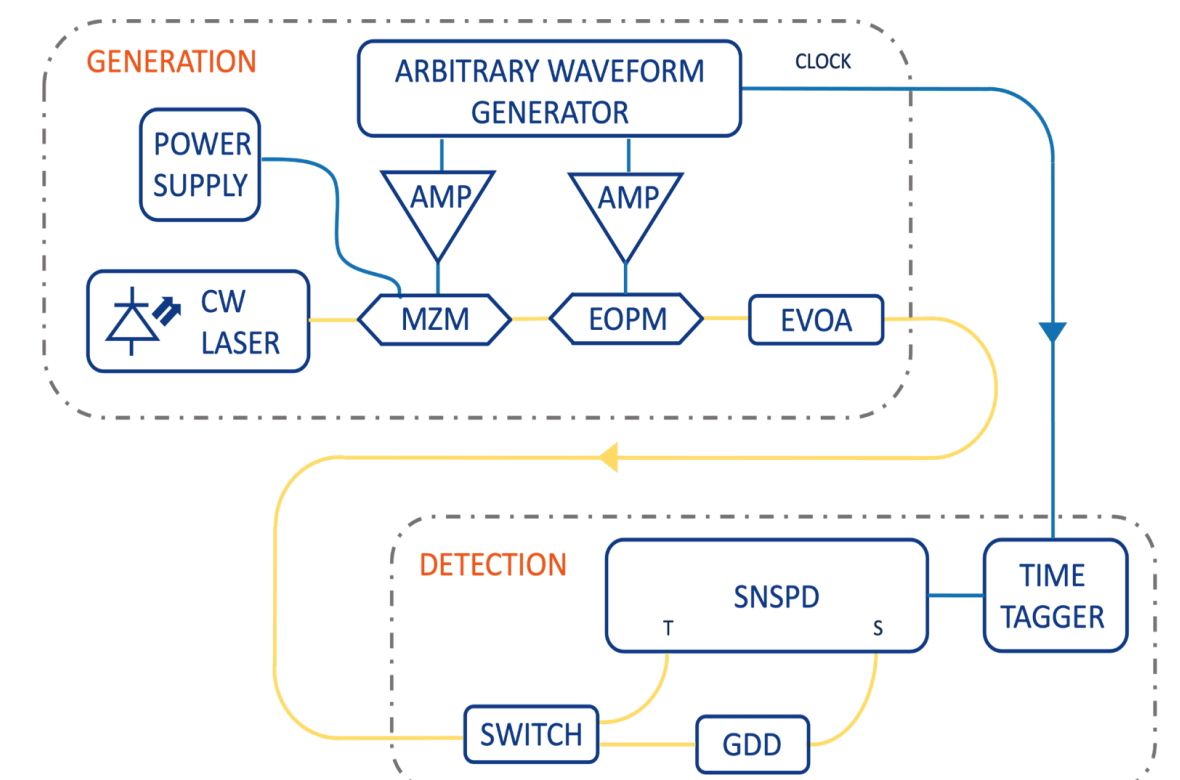 GENERATION
ARBITRARY WAVEFORM
GENERATOR
CLOCK
POWER
SUPPLY
AMP
AMP
CW
LASER
MZM
EOPM
EVOA
DETECTION
SNSPD
T
S
TIME
TAGGER
SWITCH
GDD